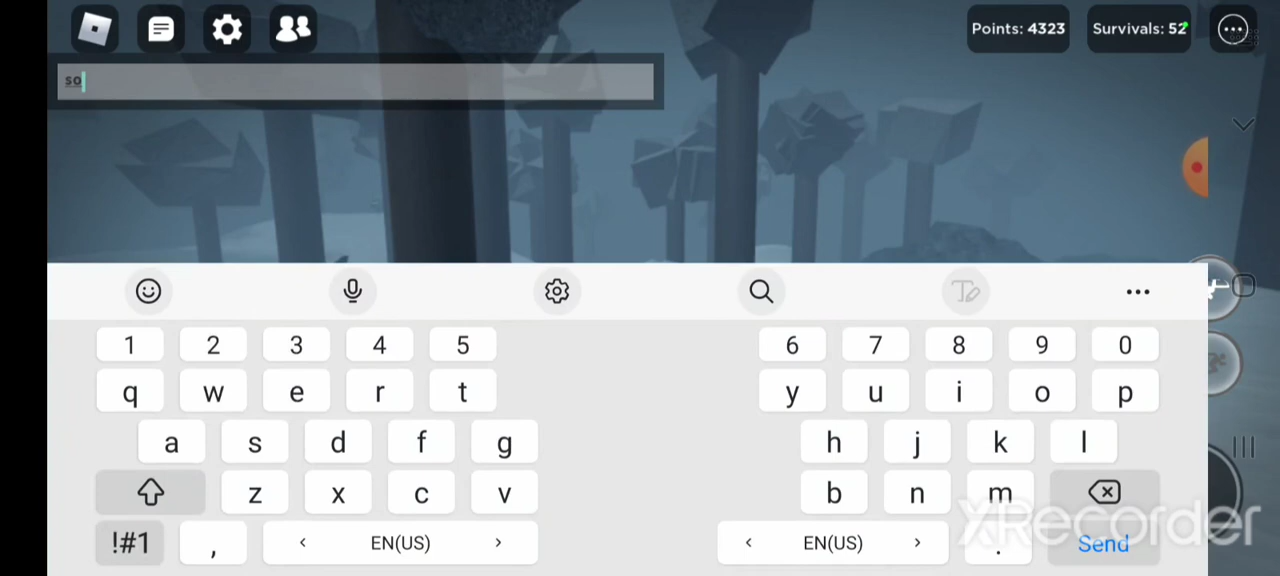 Points: 4323
Survivals: 52
so
1 2 3 4 5 6 7 8 9 0
q w e r t y u i o p
a s d f g h j k l
z x c v b n m
!#1 , < EN(US) > < EN(US) > . Send
XRecorder